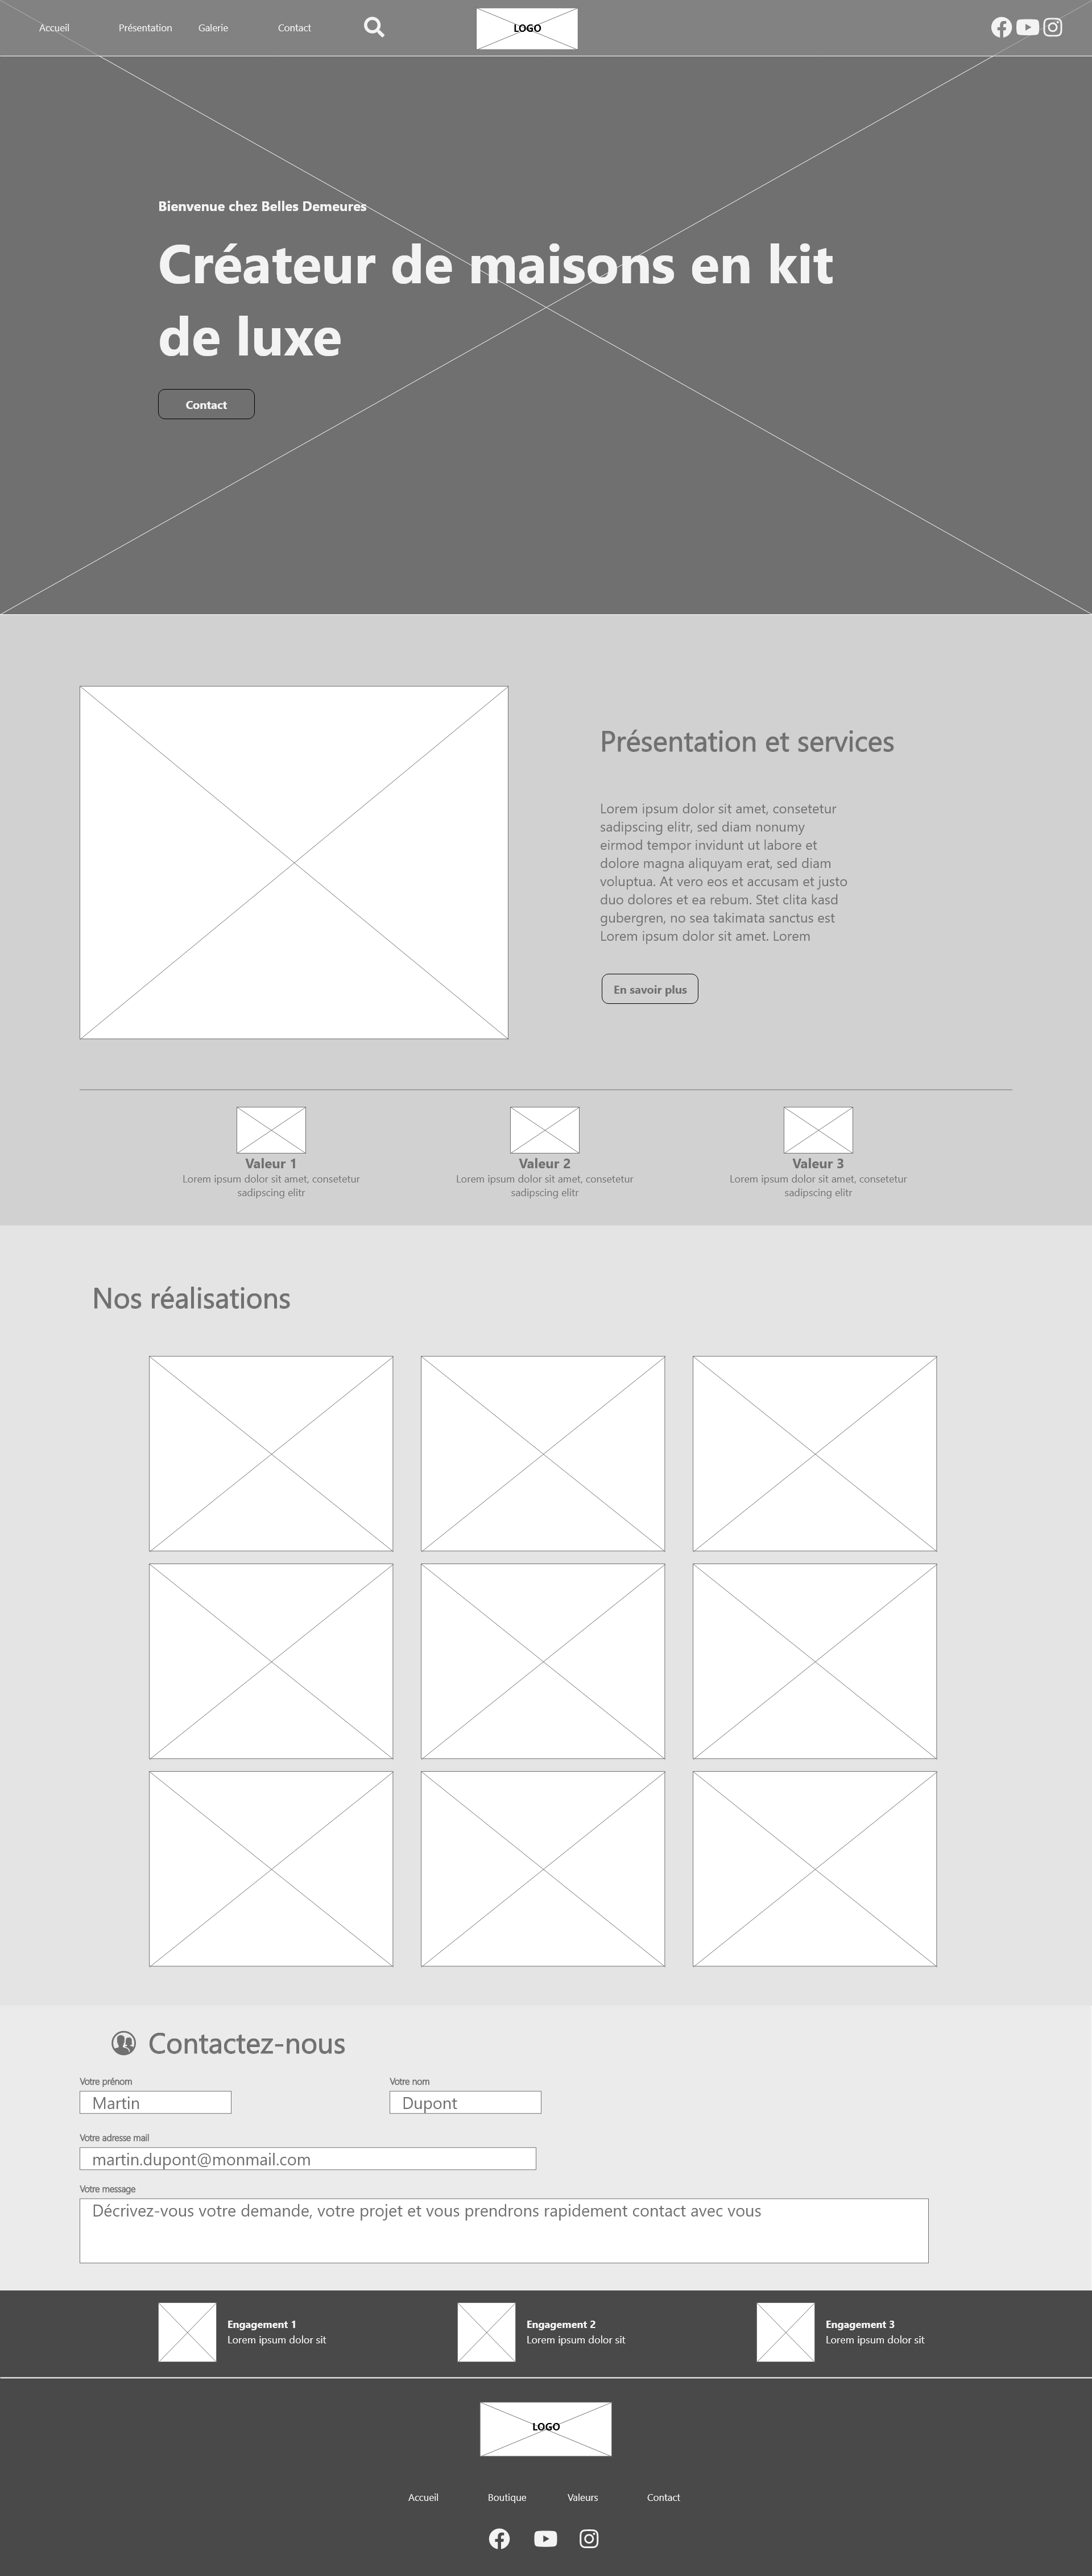 Accueil
Présentation
Galerie
Contact
LOGO
Bienvenue chez Belles Demeures
Créateur de maisons en kit
de luxe
Contact
Présentation et services
Lorem ipsum dolor sit amet, consetetur
sadipscing elitr, sed diam nonumy
eirmod tempor invidunt ut labore et
dolore magna aliquyam erat, sed diam
voluptua. At vero eos et accusam et justo
duo dolores et ea rebum. Stet clita kasd
gubergren, no sea takimata sanctus est
Lorem ipsum dolor sit amet. Lorem
En savoir plus
Valeur 1
Lorem ipsum dolor sit amet, consetetur
sadipscing elitr
Valeur 2
Lorem ipsum dolor sit amet, consetetur
sadipscing elitr
Valeur 3
Lorem ipsum dolor sit amet, consetetur
sadipscing elitr
Nos réalisations
Contactez-nous
Votre prénom
Martin
Votre nom
Dupont
Votre adresse mail
martin.dupont@monmail.com
Votre message
Décrivez-vous votre demande, votre projet et vous prendrons rapidement contact avec vous
Engagement 1
Lorem ipsum dolor sit
Engagement 2
Lorem ipsum dolor sit
Engagement 3
Lorem ipsum dolor sit
LOGO
Accueil
Boutique
Valeurs
Contact